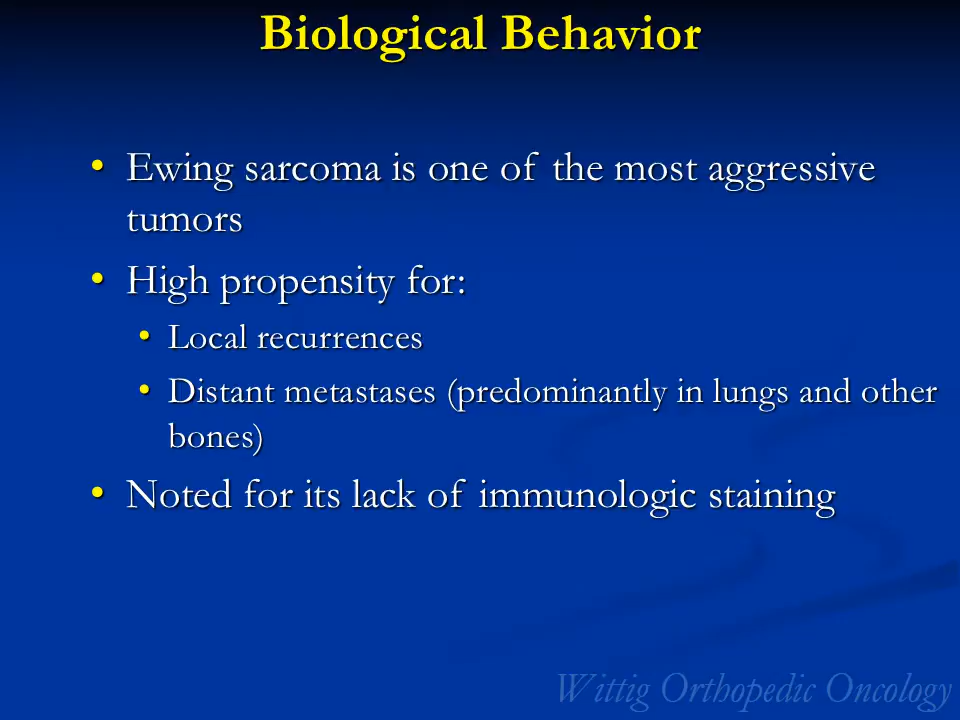 Biological Behavior
• Ewing sarcoma is one of the most aggressive
tumors
• High propensity for:
• Local recurrences
• Distant metastases (predominantly in lungs and other
bones)
• Noted for its lack of immunologic staining
Wittig Orthopedic Oncology